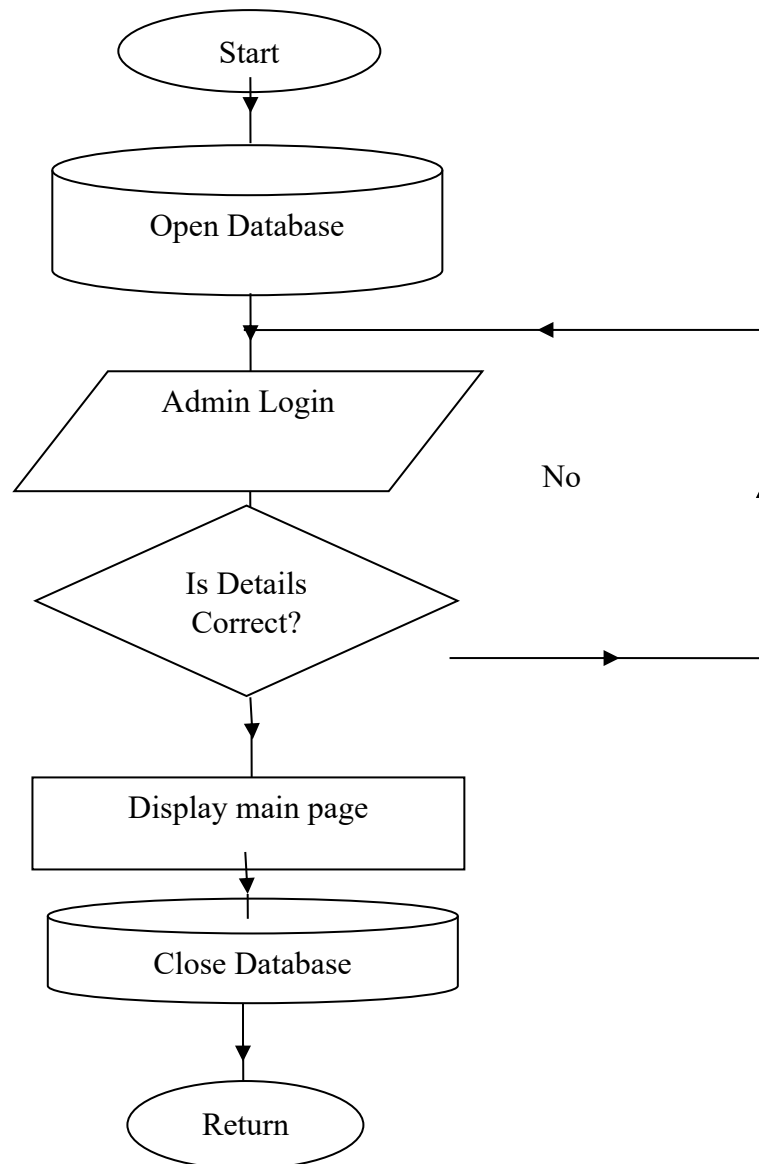 Start
Open Database
Admin Login
No
Is Details
Correct?
Display main page
Close Database
Return